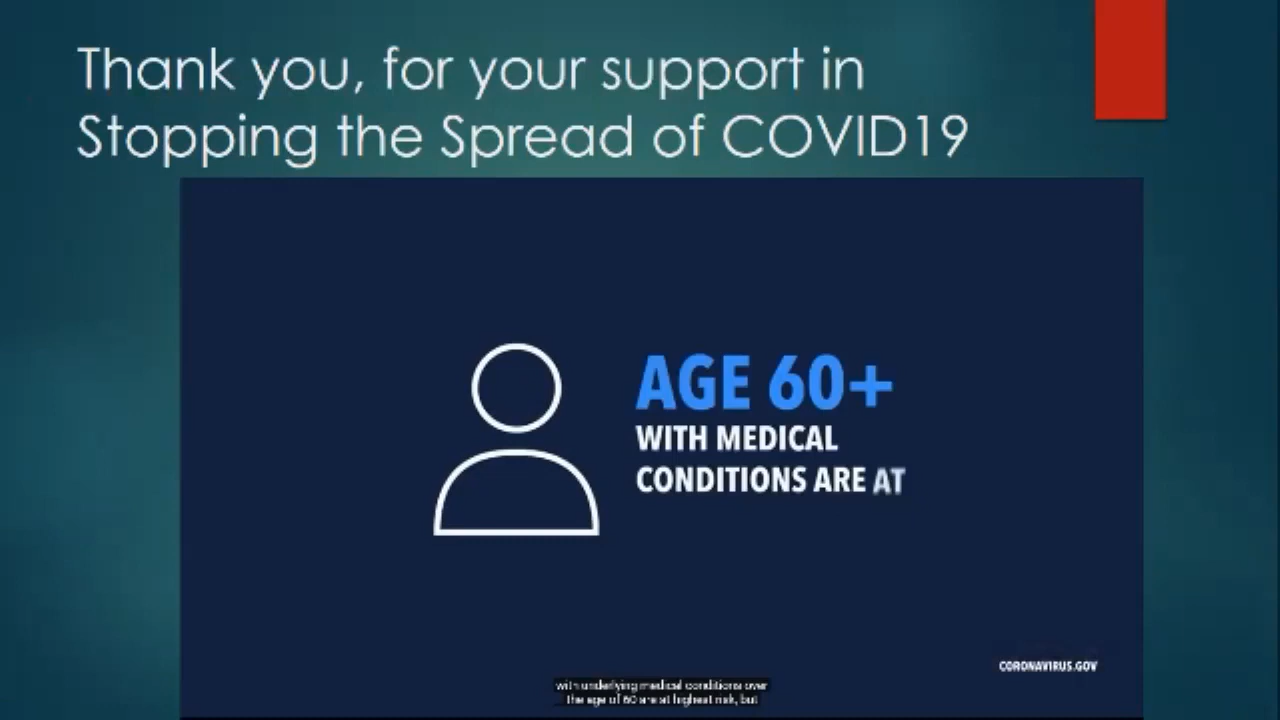 Thank you, for your support in
Stopping the Spread of COVID19
AGE 60+
WITH MEDICAL
CONDITIONS ARE AT
CORONAVIRUS.GOV
with underlying medical conditions over
the age of 60 are at highest risk, but